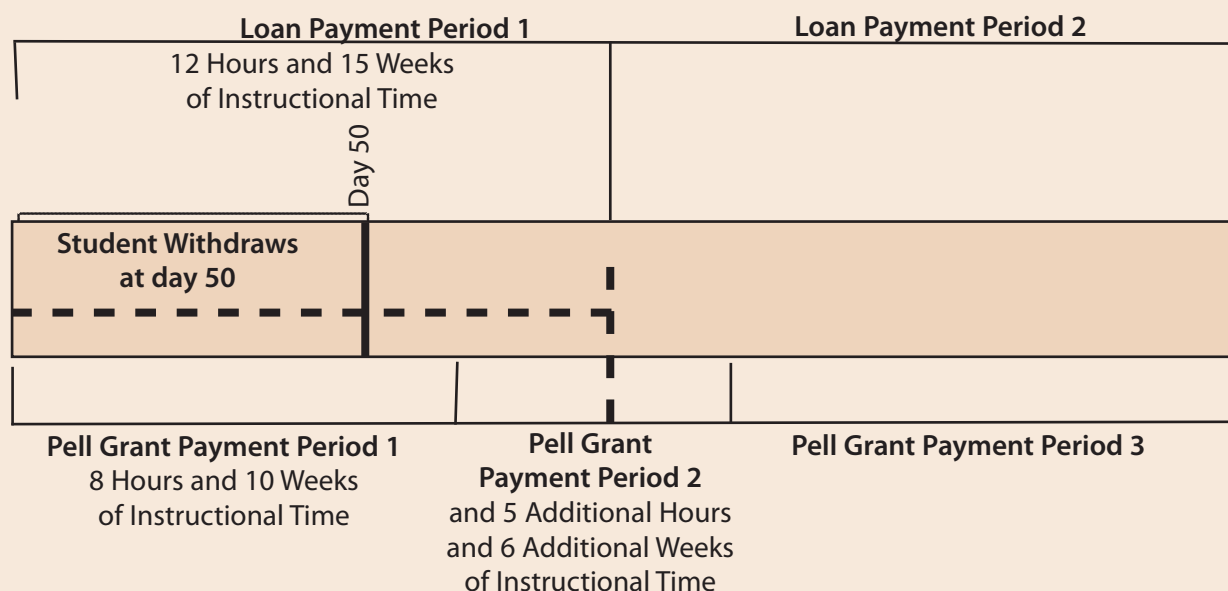 Loan Payment Period 1
12 Hours and 15 Weeks
of Instructional Time
Loan Payment Period 2
Day 50
Student Withdraws
at day 50
Pell Grant Payment Period 1
8 Hours and 10 Weeks
of Instructional Time
Pell Grant
Payment Period 2
and 5 Additional Hours
and 6 Additional Weeks
of Instructional Time
Pell Grant Payment Period 3